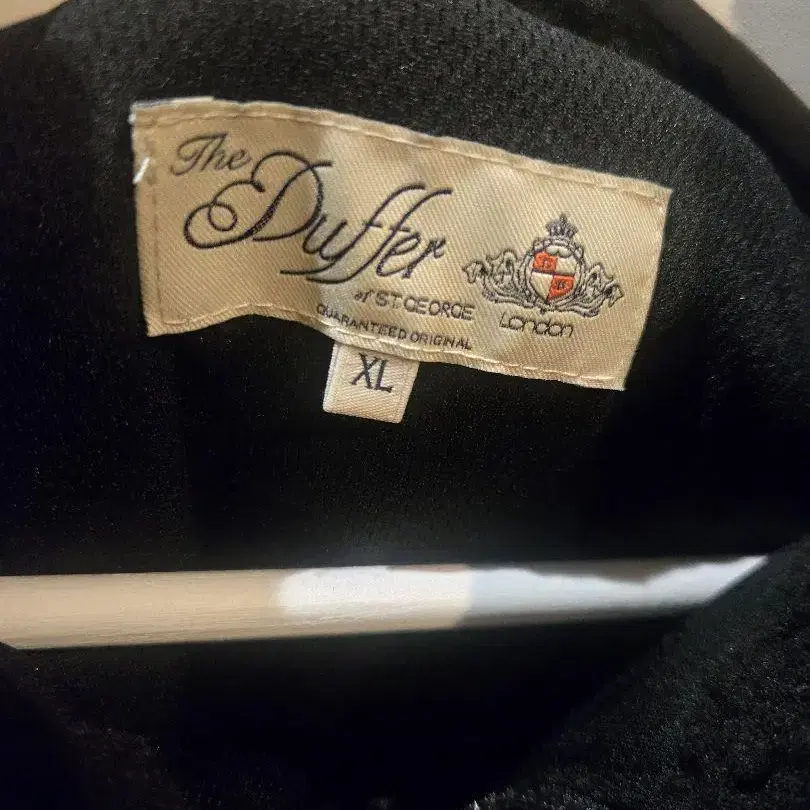 The
Duffer
of ST.GEORGE
GUARANTEED ORIGINAL
London
XL